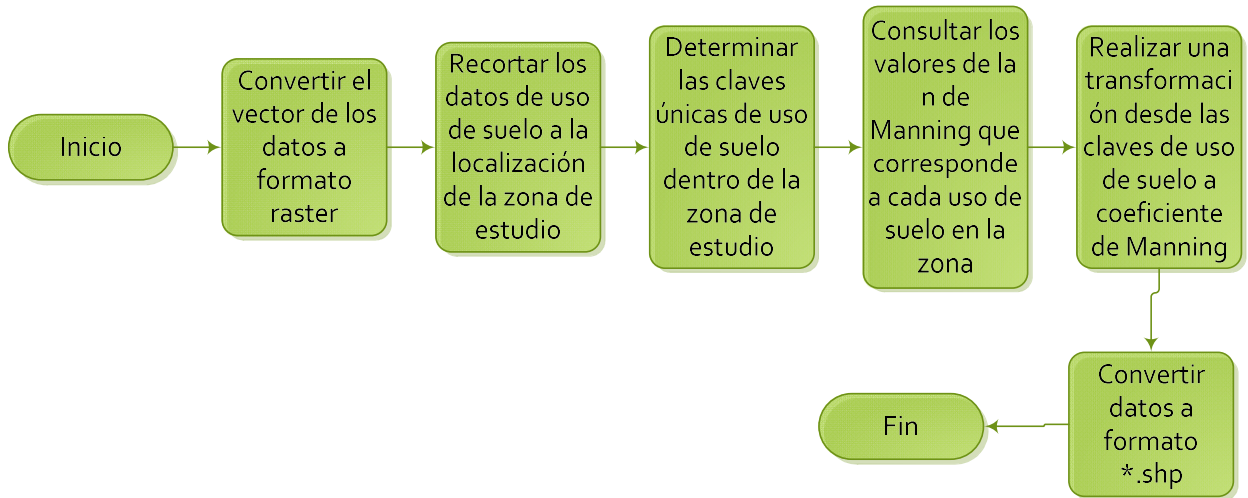 Inicio
Convertir el
vector de los
datos a
formato
raster
Recortar los
datos de uso
de suelo a la
localización
de la zona de
estudio
Determinar
las claves
únicas de uso
de suelo
dentro de la
zona de
estudio
Consultar los
valores de la
n de
Manning que
corresponde
a cada uso de
suelo en la
zona
Realizar una
transformaci
ón desde las
claves de uso
de suelo a
coeficiente
de Manning
Convertir
datos a
formato
*.shp
Fin